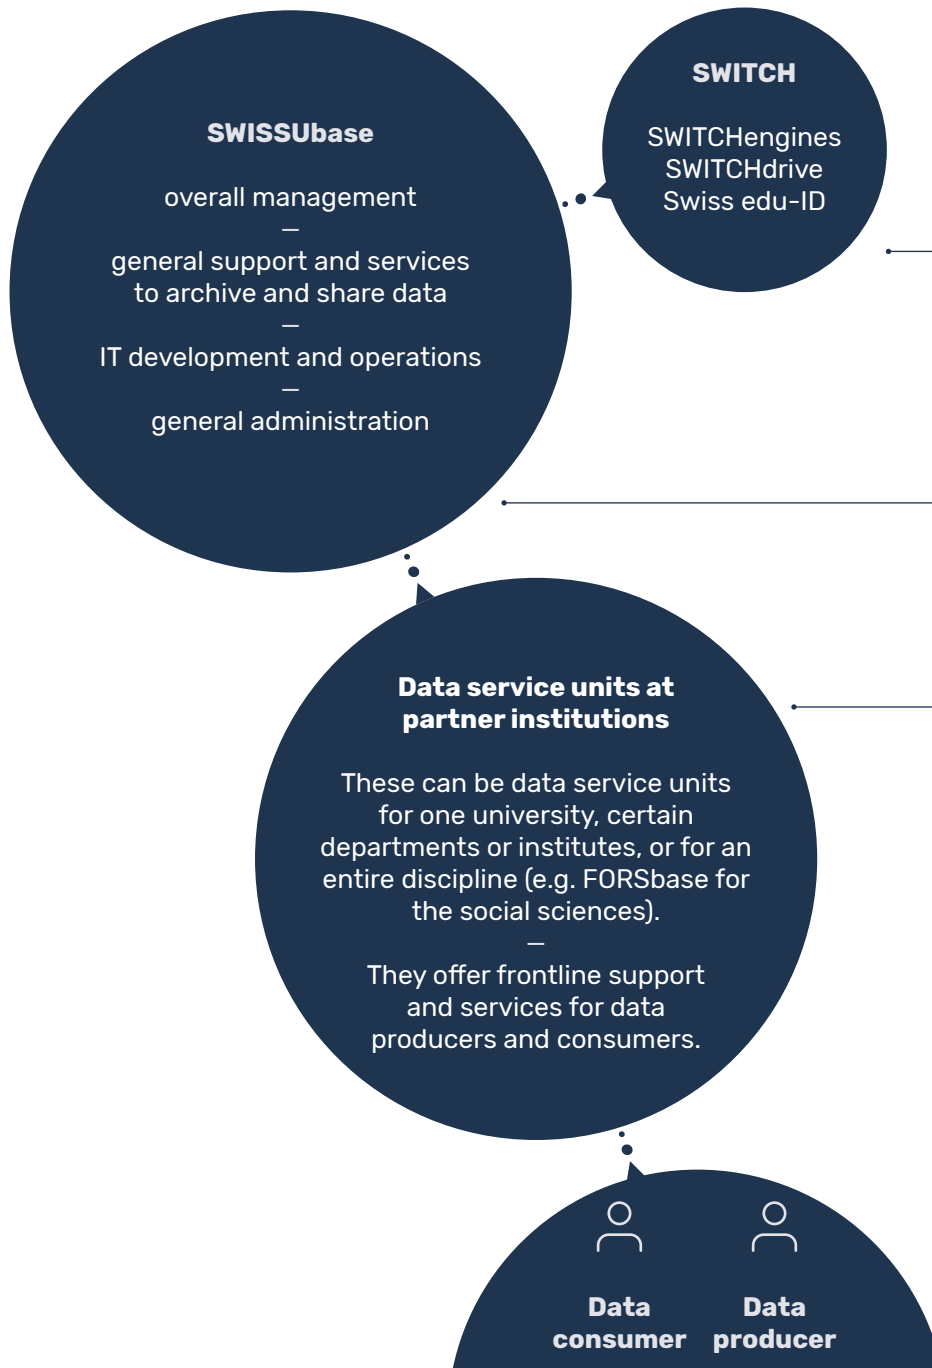 SWISSUbase
overall management
—
general support and services
to archive and share data
—
IT development and operations
—
general administration
SWITCH
SWITCHengines
SWITCHdrive
Swiss edu-ID
Data service units at
partner institutions
These can be data service units
for one university, certain
departments or institutes, or for an
entire discipline (e.g. FORSbase for
the social sciences).
—
They offer frontline support
and services for data
producers and consumers.
Data
consumer
Data
producer